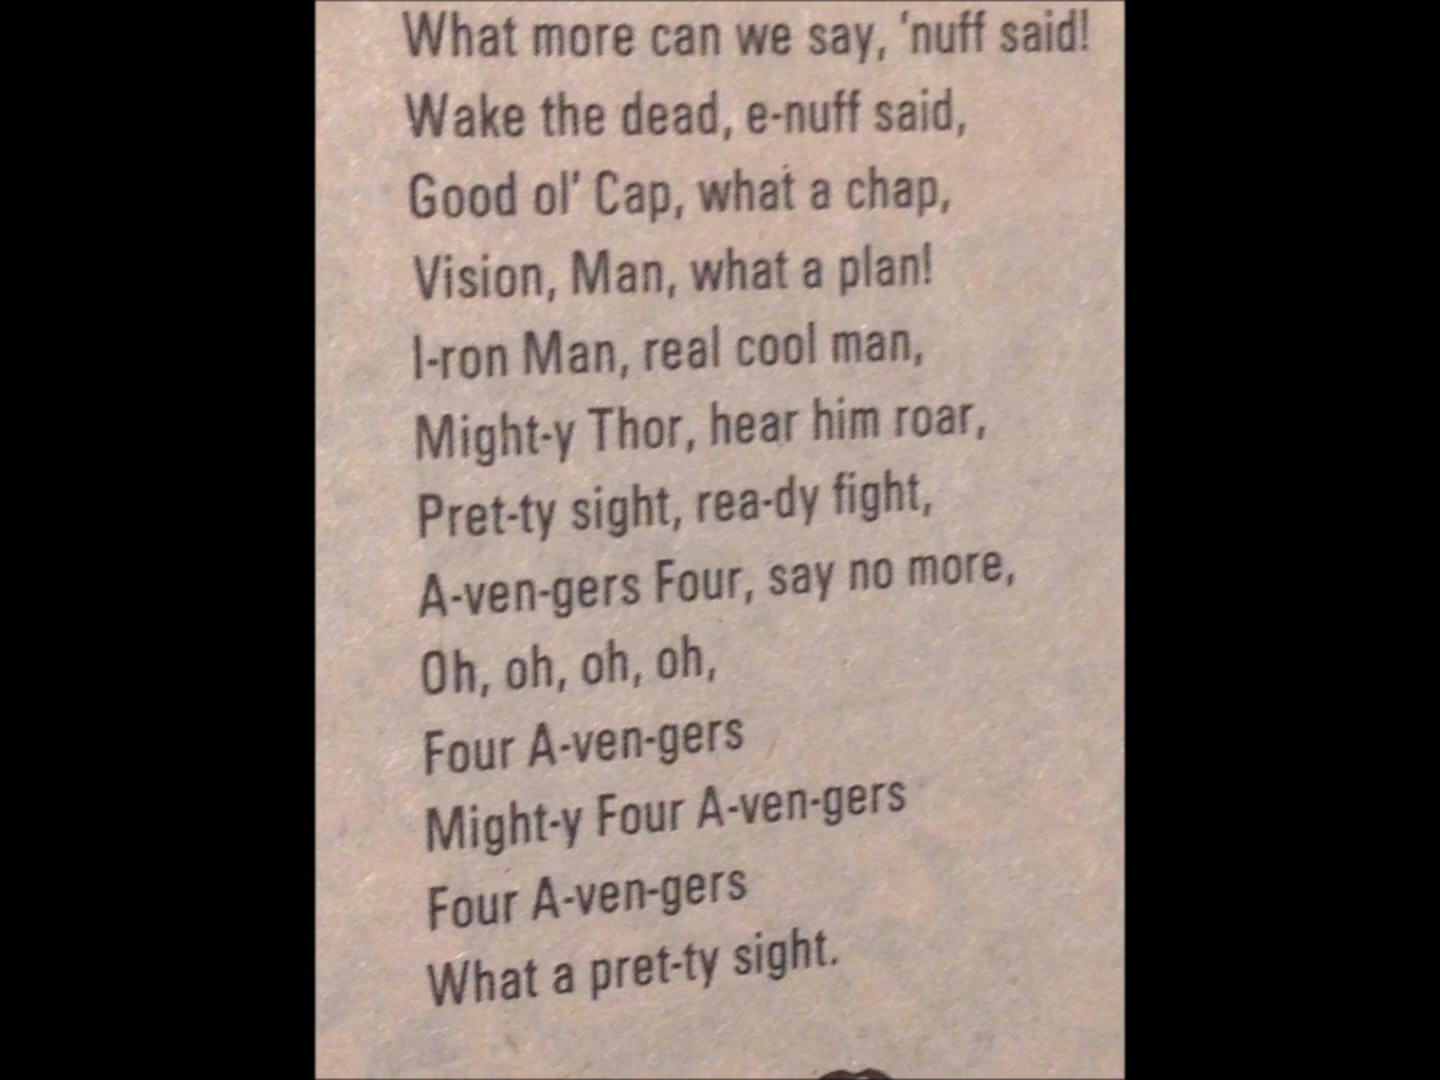 What more can we say, 'nuff said!
Wake the dead, e-nuff said,
Good ol' Cap, what a chap,
Vision, Man, what a plan!
I-ron Man, real cool man,
Might-y Thor, hear him roar,
Pret-ty sight, rea-dy fight,
A-ven-gers Four, say no more,
Oh, oh, oh, oh,
Four A-ven-gers
Might-y Four A-ven-gers
Four A-ven-gers
What a pret-ty sight.